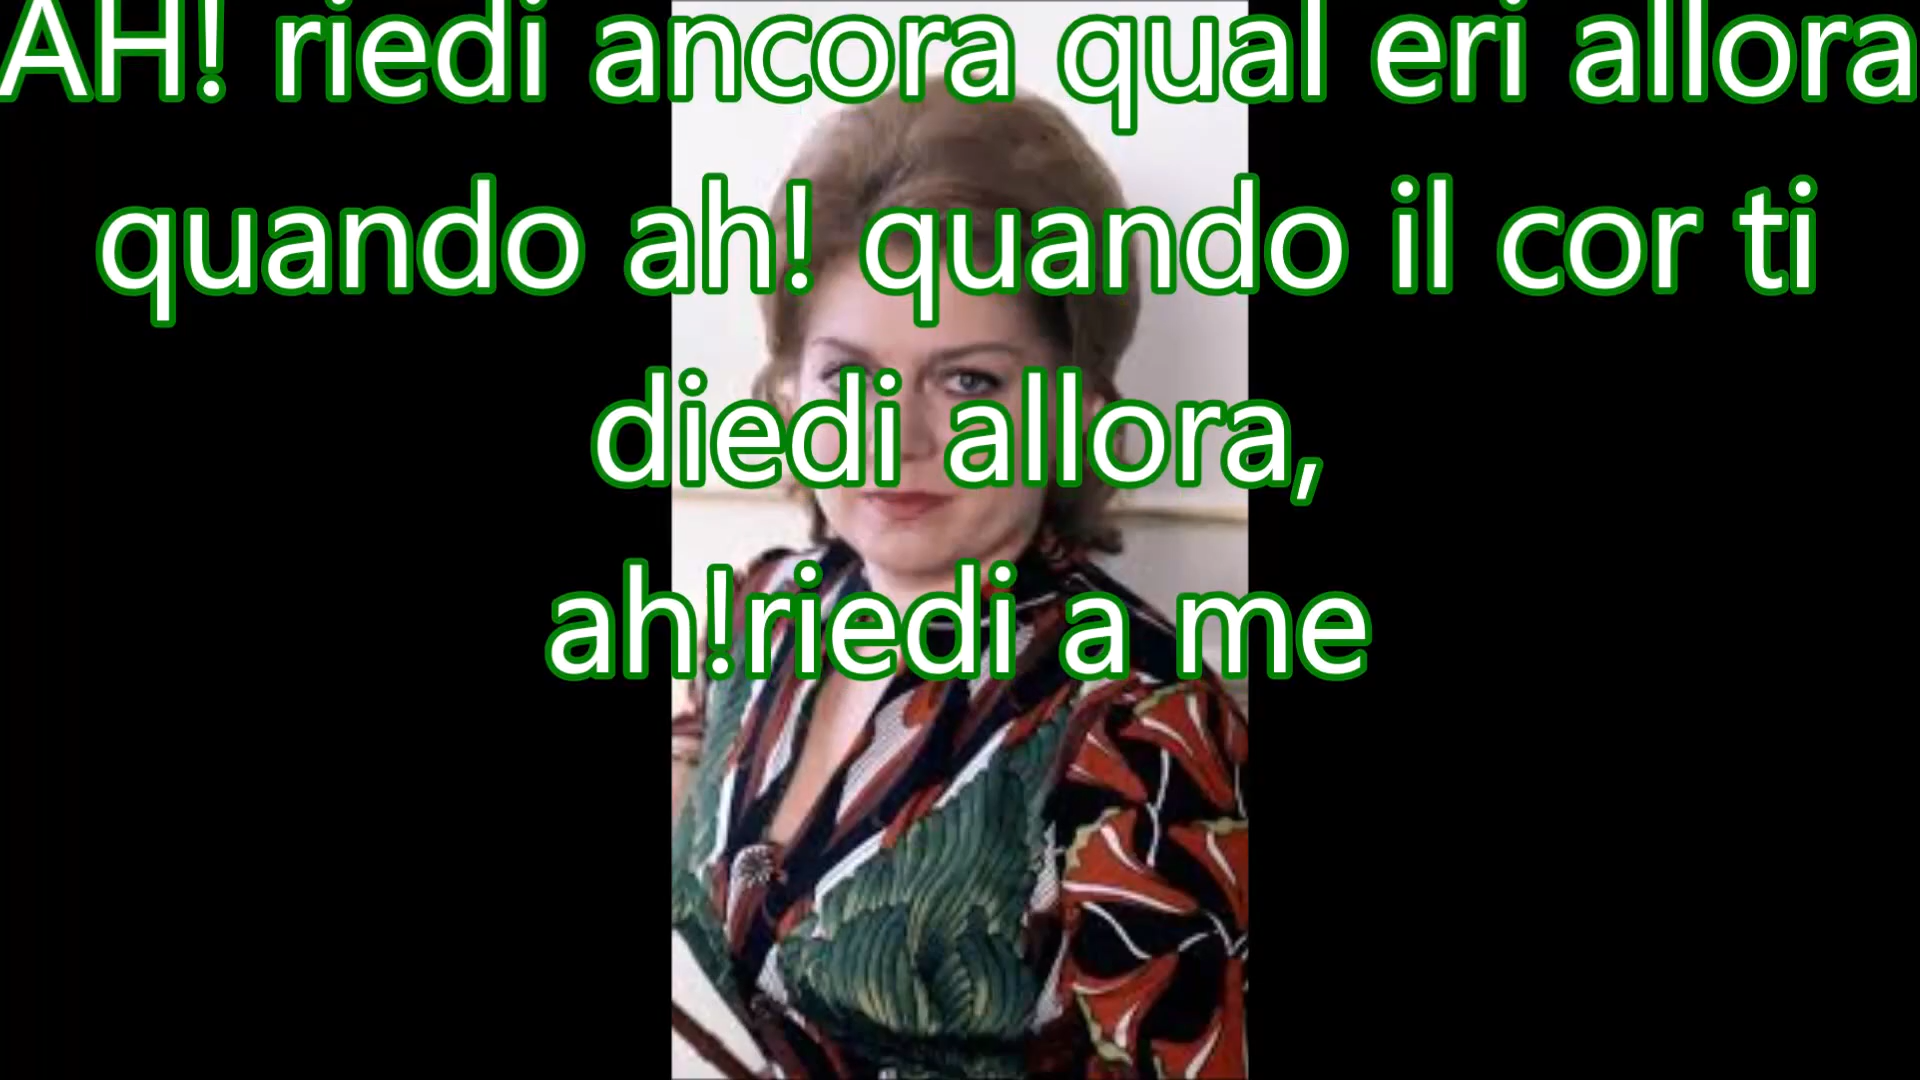 AH! riedi ancora qual eri allora
quando ah! quando il cor ti
diedi allora,
ah!riedi a me